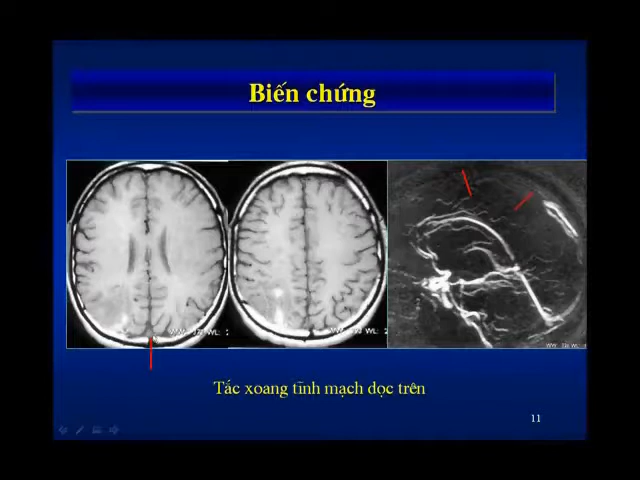 Biến chứng
Tắc xoang tĩnh mạch dọc trên
11